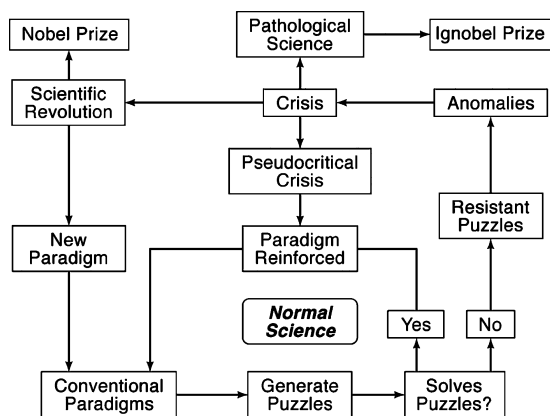 Nobel Prize
Pathological
Science
Ignobel Prize
Scientific
Revolution
Crisis
Anomalies
Pseudocritical
Crisis
Resistant
Puzzles
New
Paradigm
Paradigm
Reinforced
Normal
Science
Yes
No
Conventional
Paradigms
Generate
Puzzles
Solves
Puzzles?